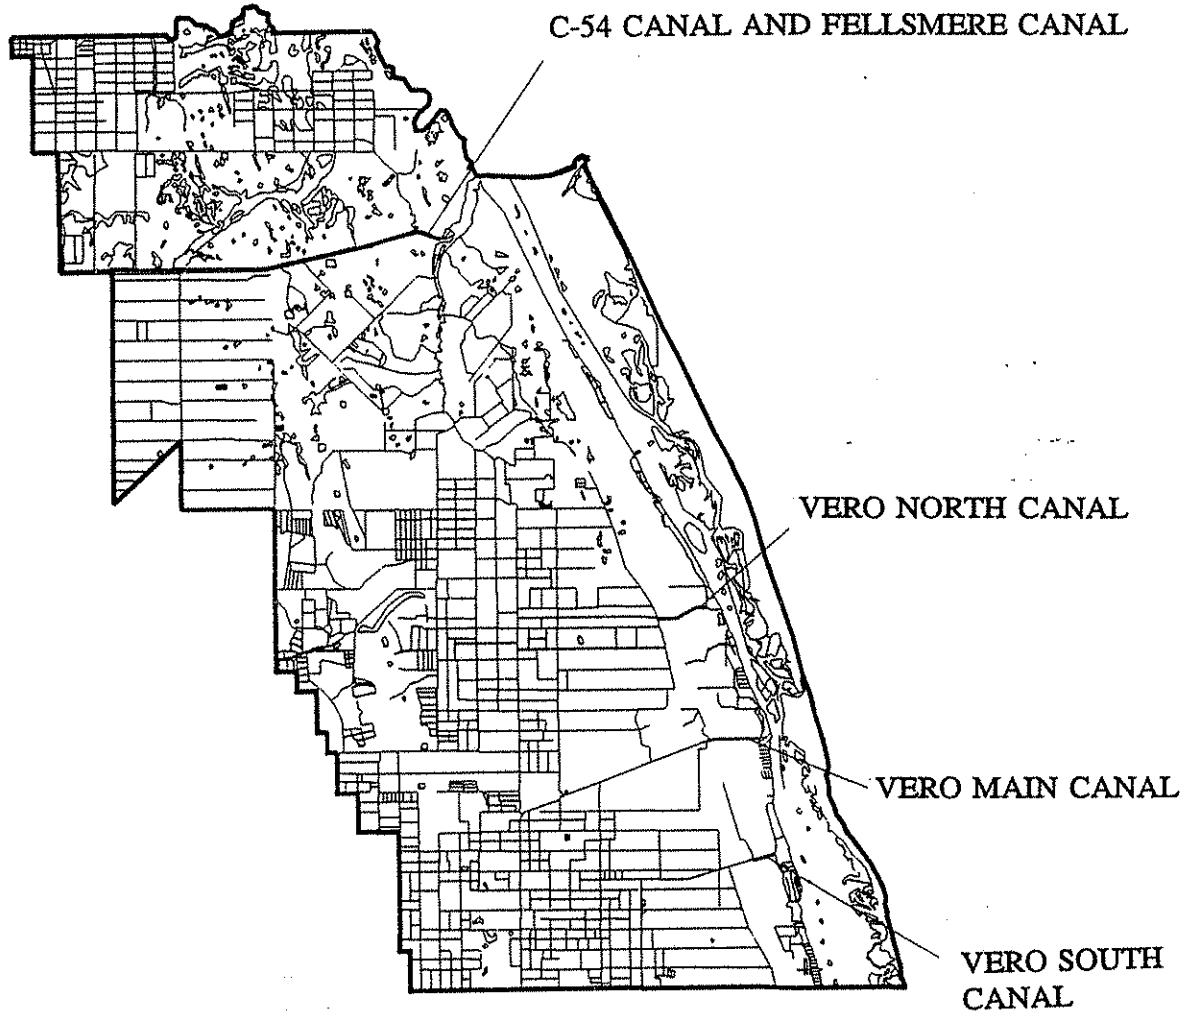 C-54 CANAL AND FELLSMERE CANAL
VERO NORTH CANAL
VERO MAIN CANAL
VERO SOUTH
CANAL